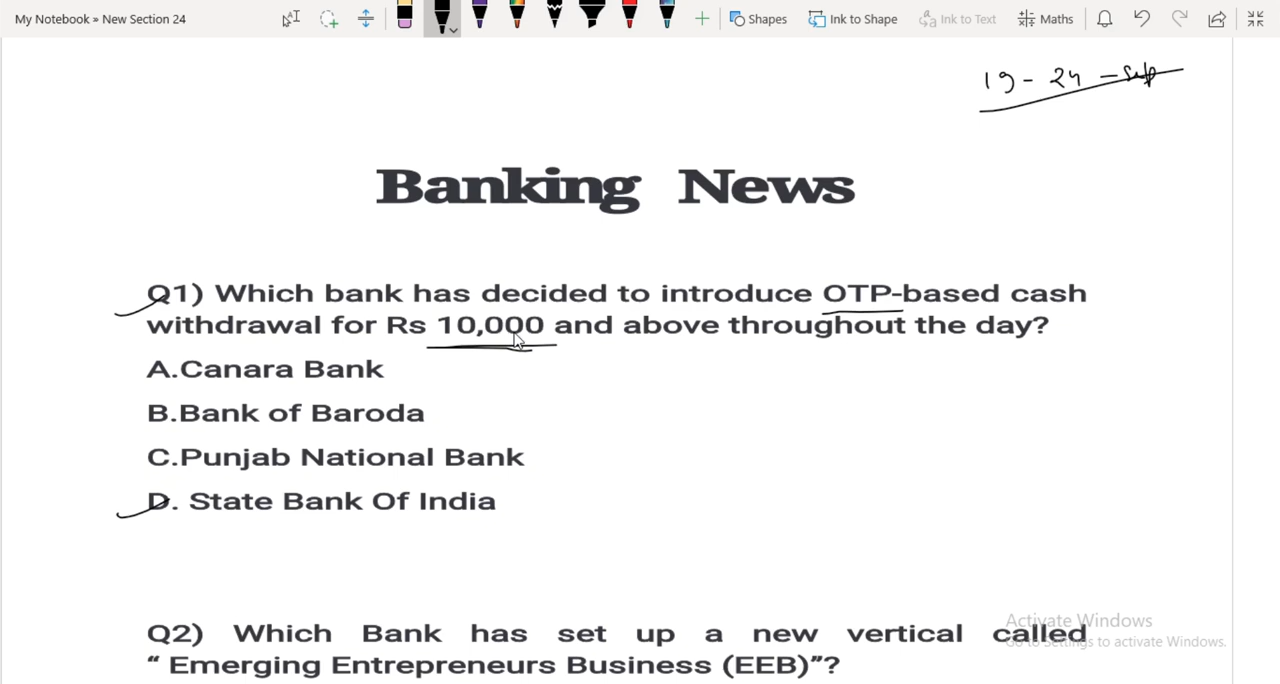 My Notebook » New Section 24
Shapes Ink to Shape Ink to Text Maths
19 - 24 - Sep
Banking News
Q1) Which bank has decided to introduce OTP-based cash
withdrawal for Rs 10,000 and above throughout the day?
A.Canara Bank
B.Bank of Baroda
C.Punjab National Bank
D. State Bank Of India
Activate Windows
Go to Settings to activate Windows.
Q2) Which Bank has set up a new vertical called
“ Emerging Entrepreneurs Business (EEB)”?